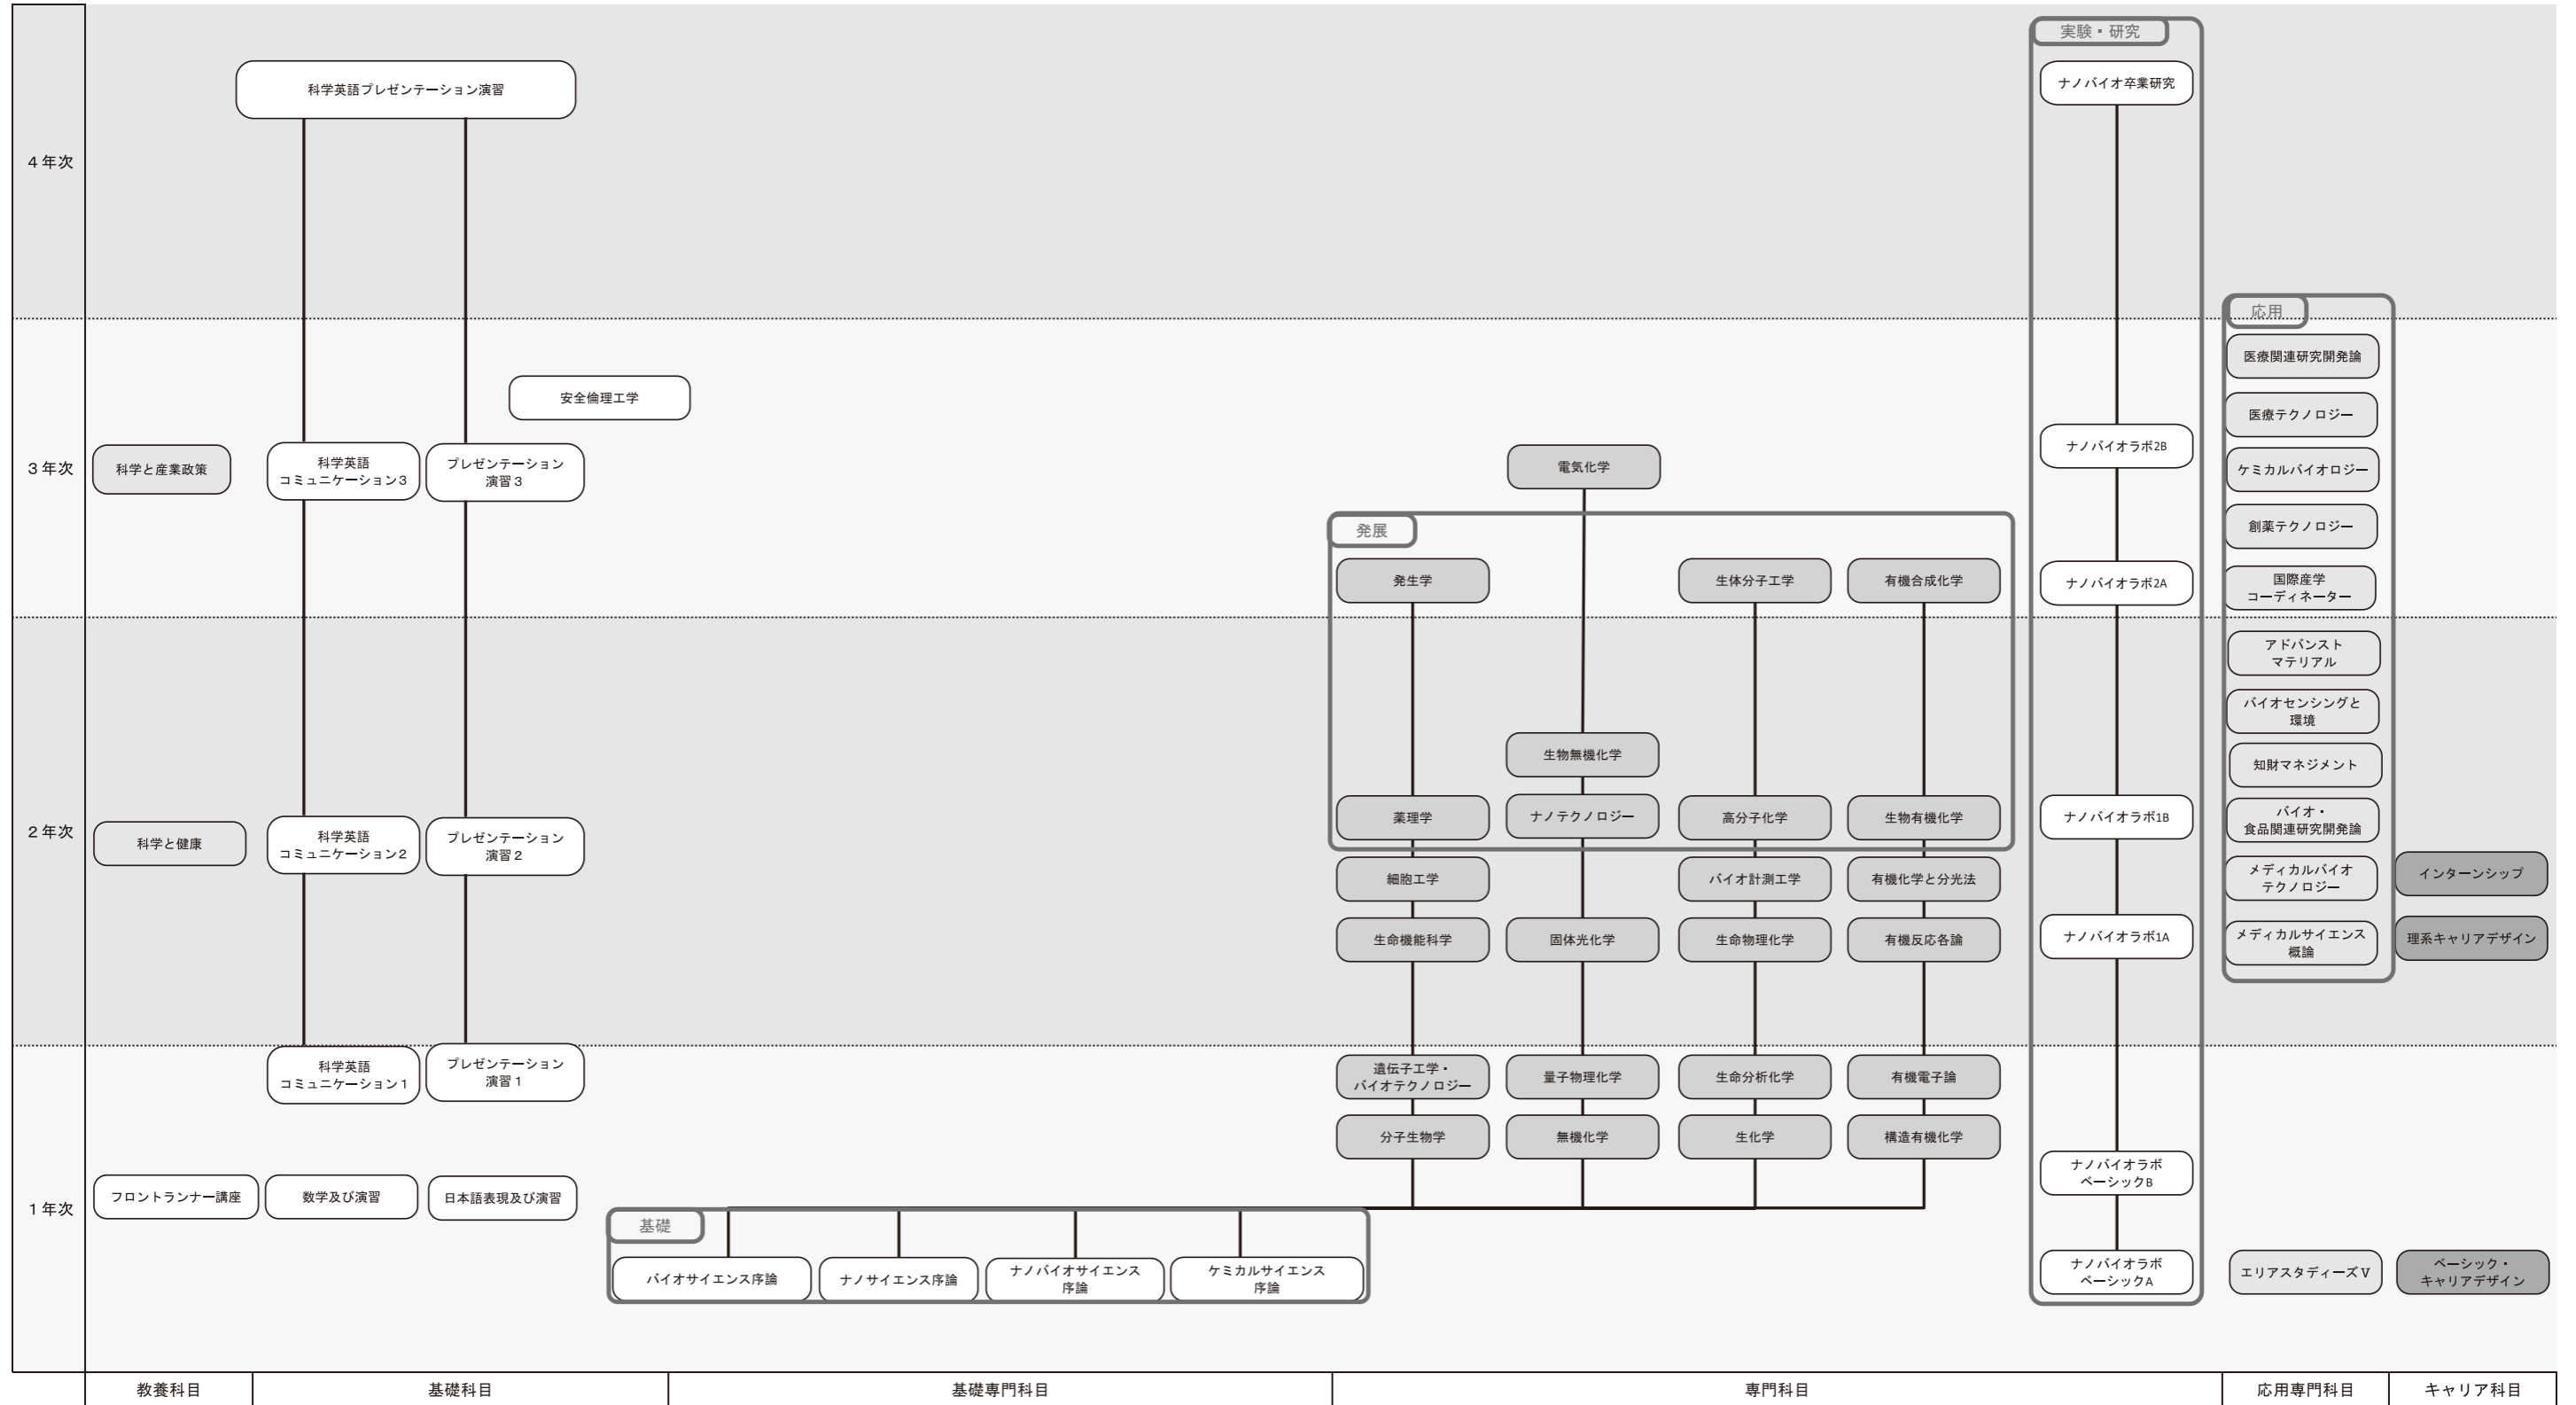 実験・研究
科学英語プレゼンテーション演習
ナノバイオ卒業研究
4年次
応用
医療関連研究開発論
安全倫理工学
医療テクノロジー
ナノバイオラボ2B
3年次
科学と産業政策
科学英語
コミュニケーション3
プレゼンテーション
演習3
電気化学
ケミカルバイオロジー
発展
創薬テクノロジー
発生学
生体分子工学
有機合成化学
ナノバイオラボ2A
国際産学
コーディネーター
アドバンスト
マテリアル
バイオセンシングと
環境
生物無機化学
知財マネジメント
2年次
科学と健康
科学英語
コミュニケーション2
プレゼンテーション
演習2
薬理学
ナノテクノロジー
高分子化学
生物有機化学
ナノバイオラボ1B
バイオ・
食品関連研究開発論
細胞工学
バイオ計測工学
有機化学と分光法
メディカルバイオ
テクノロジー
インターンシップ
生命機能科学
固体光化学
生命物理化学
有機反応各論
ナノバイオラボ1A
メディカルサイエンス
概論
理系キャリアデザイン
科学英語
コミュニケーション1
プレゼンテーション
演習1
遺伝子工学・
バイオテクノロジー
量子物理化学
生命分析化学
有機電子論
分子生物学
無機化学
生化学
構造有機化学
ナノバイオラボ
ベーシックB
1年次
フロントランナー講座
数学及び演習
日本語表現及び演習
基礎
バイオサイエンス序論
ナノサイエンス序論
ナノバイオサイエンス
序論
ケミカルサイエンス
序論
ナノバイオラボ
ベーシックA
エリアスタディーズⅤ
ベーシック・
キャリアデザイン
教養科目
基礎科目
基礎専門科目
専門科目
応用専門科目
キャリア科目